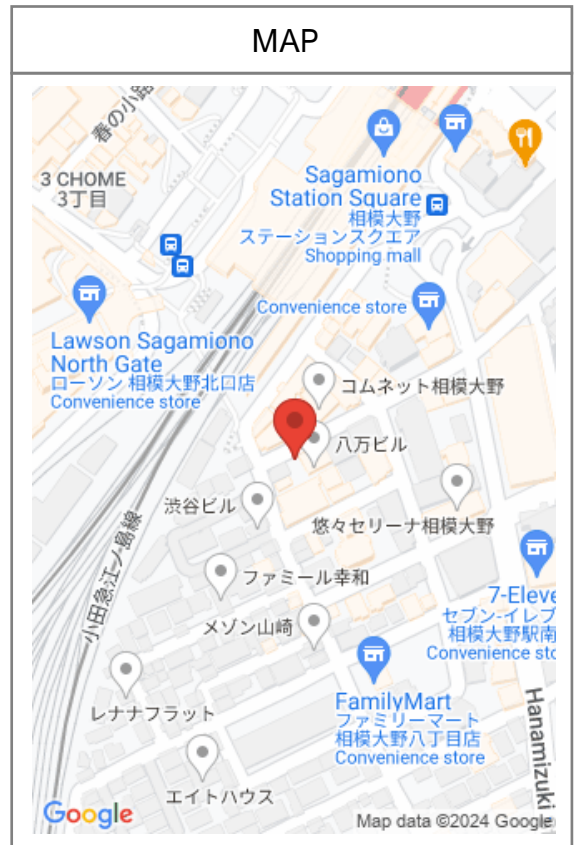 MAP
春の小路
3 CHOME
3丁目
Sagamiono
Station Square
相模大野
ステーションスクエア
Shopping mall
Convenience store
Lawson Sagamiono
North Gate
ローソン 相模大野北口店
Convenience store
コムネット相模大野
八万ビル
渋谷ビル
悠々セリーナ相模大野
小田急江ノ島線
ファミール幸和
7-Eleve
セブン-イレブ
相模大野駅南
Convenience sto
メゾン山崎
FamilyMart
ファミリーマート
相模大野八丁目店
Convenience store
レナナフラット
Hanamizuki
エイトハウス
Google
Map data ©2024 Google